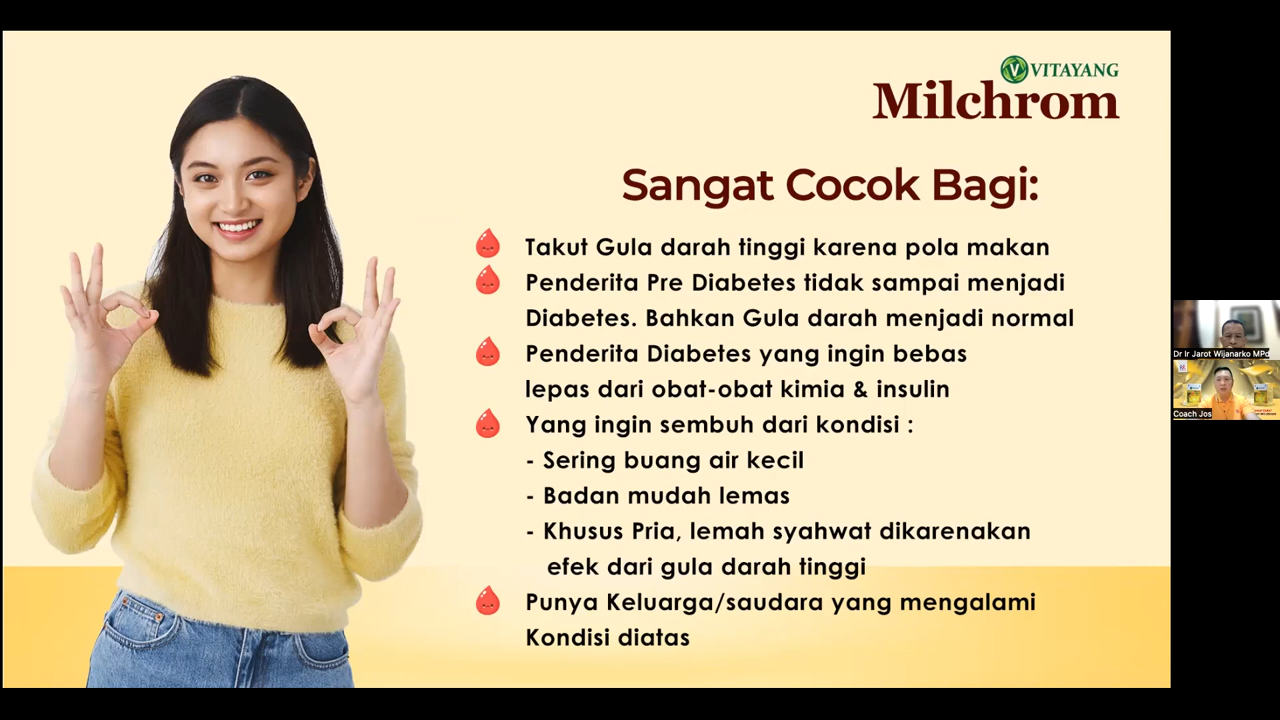 VITAYANG
Milchrom
Sangat Cocok Bagi:
Takut Gula darah tinggi karena pola makan
Penderita Pre Diabetes tidak sampai menjadi
Diabetes. Bahkan Gula darah menjadi normal
Penderita Diabetes yang ingin bebas
lepas dari obat-obat kimia & insulin
Yang ingin sembuh dari kondisi :
- Sering buang air kecil
- Badan mudah lemas
- Khusus Pria, lemah syahwat dikarenakan
efek dari gula darah tinggi
Punya Keluarga/saudara yang mengalami
Kondisi diatas
Dr Ir Jarot Wijanarko MPd
Coach Jos